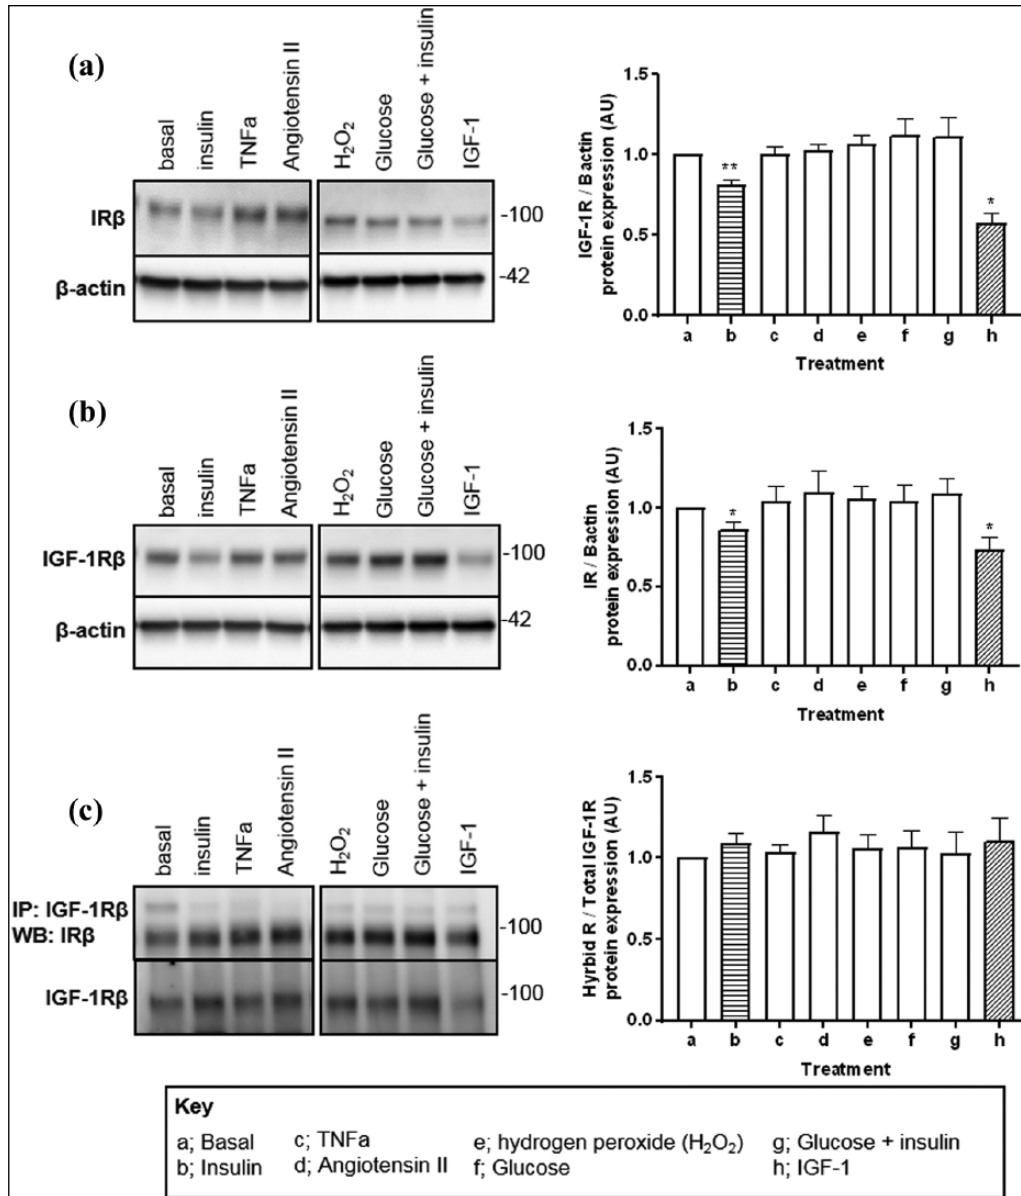 (a)
basal
insulin
TNFa
Angiotensin II
H₂O₂
Glucose
Glucose + insulin
IGF-1
IRβ
-100
β-actin
-42
IGF-1R / Bactin
protein expression (AU)
1.5
1.0
0.5
0.0
**
*
a b c d e f g h
Treatment
(b)
basal
insulin
TNFa
Angiotensin II
H₂O₂
Glucose
Glucose + insulin
IGF-1
IGF-1Rβ
-100
β-actin
-42
IR / Bactin
protein expression (AU)
1.5
1.0
0.5
0.0
*
*
a b c d e f g h
Treatment
(c)
basal
insulin
TNFa
Angiotensin II
H₂O₂
Glucose
Glucose + insulin
IGF-1
IP: IGF-1Rβ
WB: IRβ
-100
IGF-1Rβ
-100
Hyrbid R / Total IGF-1R
protein expression (AU)
1.5
1.0
0.5
0.0
a b c d e f g h
Treatment
Key
a; Basal c; TNFa e; hydrogen peroxide (H₂O₂) g; Glucose + insulin
b; Insulin d; Angiotensin II f; Glucose h; IGF-1